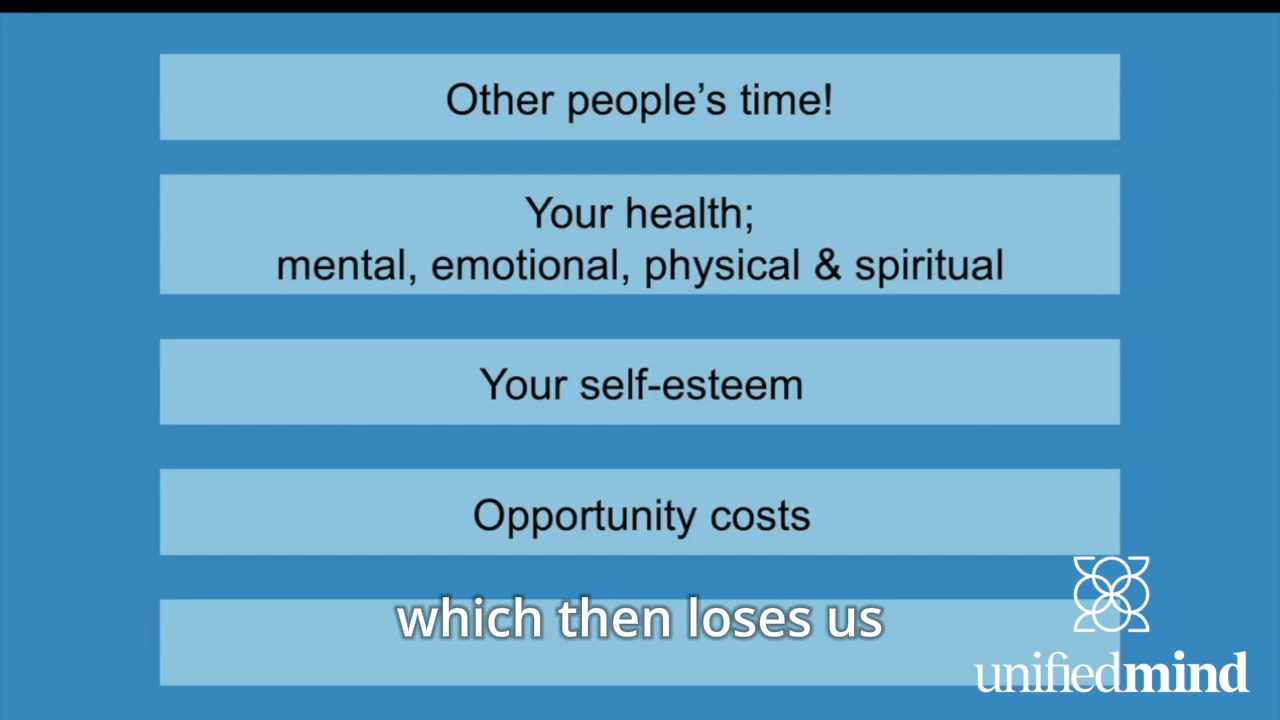 Other people’s time!
Your health;
mental, emotional, physical & spiritual
Your self-esteem
Opportunity costs
which then loses us
unifiedmind